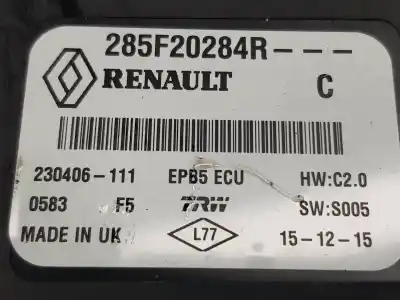 285F20284R---
RENAULT C
230406-111 EPB5 ECU HW:C2.0
0583 F5 TRW SW:S005
MADE IN UK L77 15-12-15